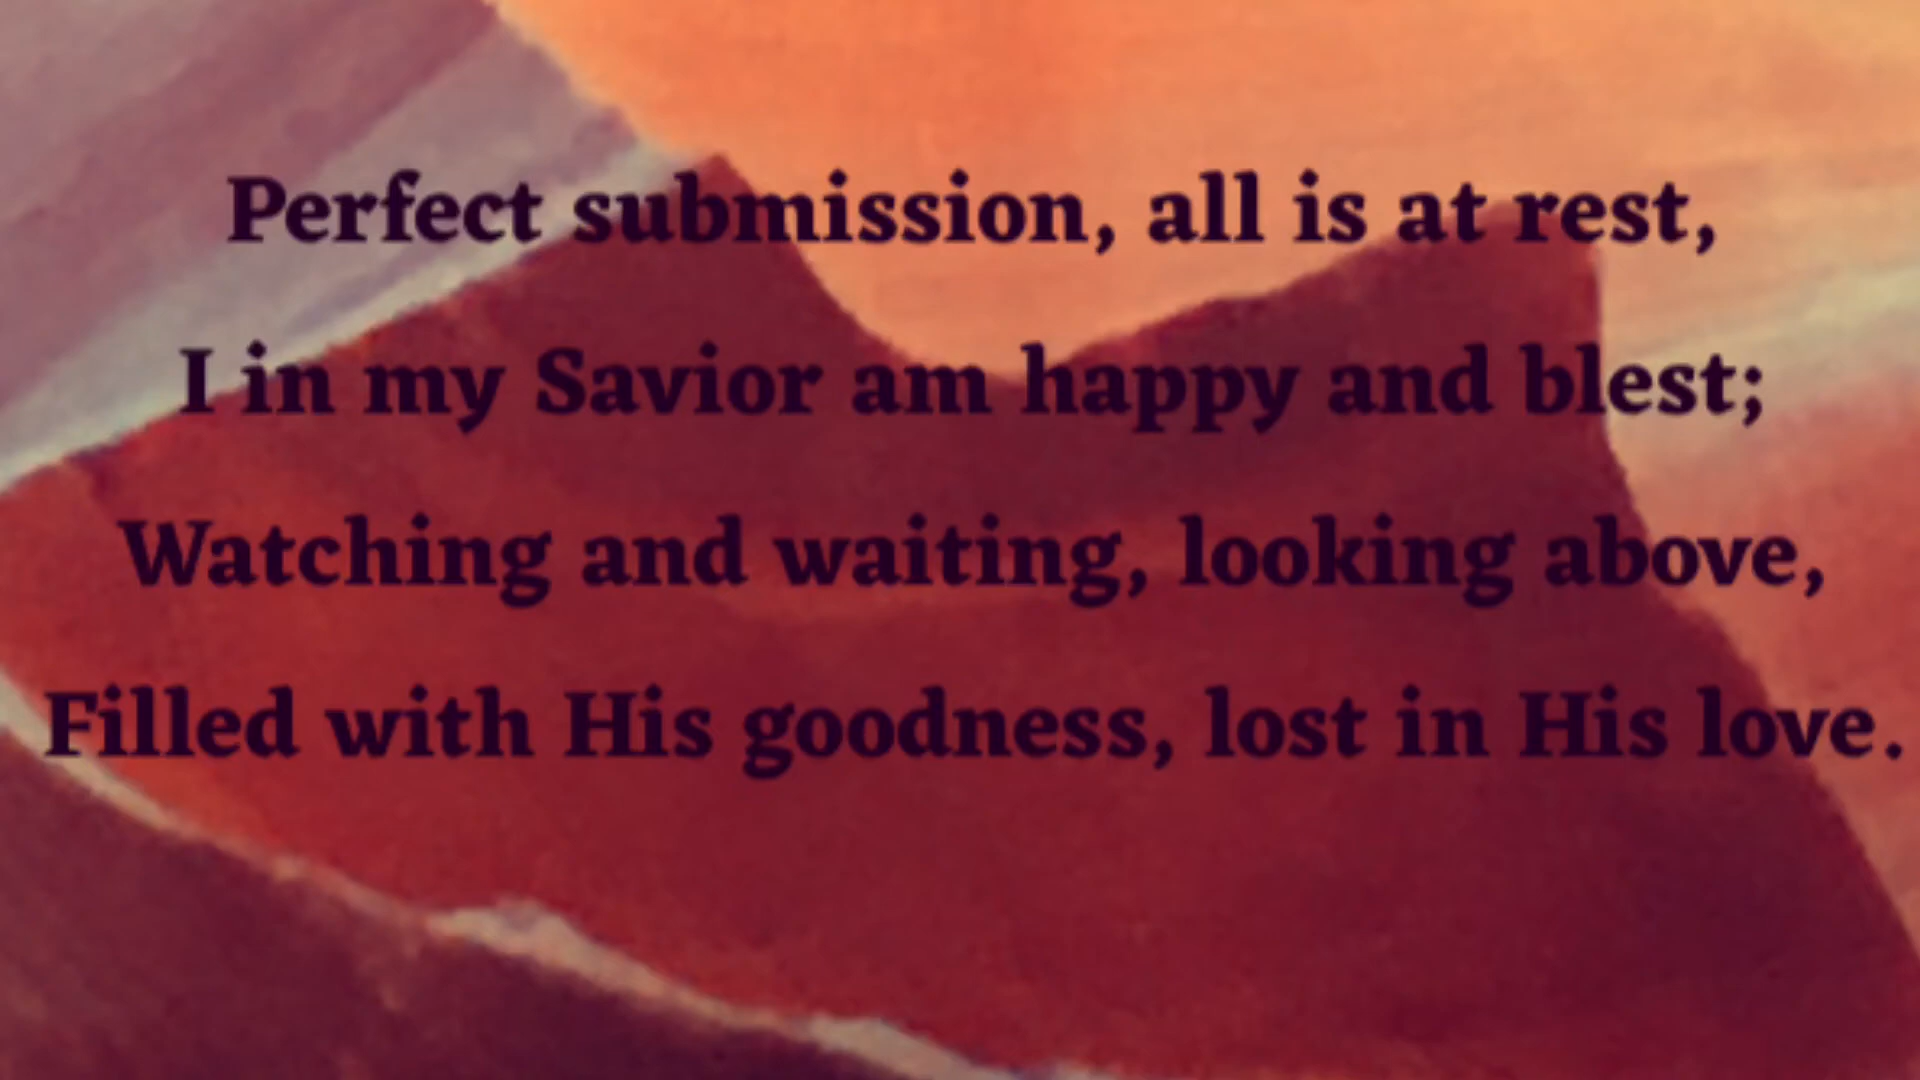 Perfect submission, all is at rest,
I in my Savior am happy and blest;
Watching and waiting, looking above,
Filled with His goodness, lost in His love.